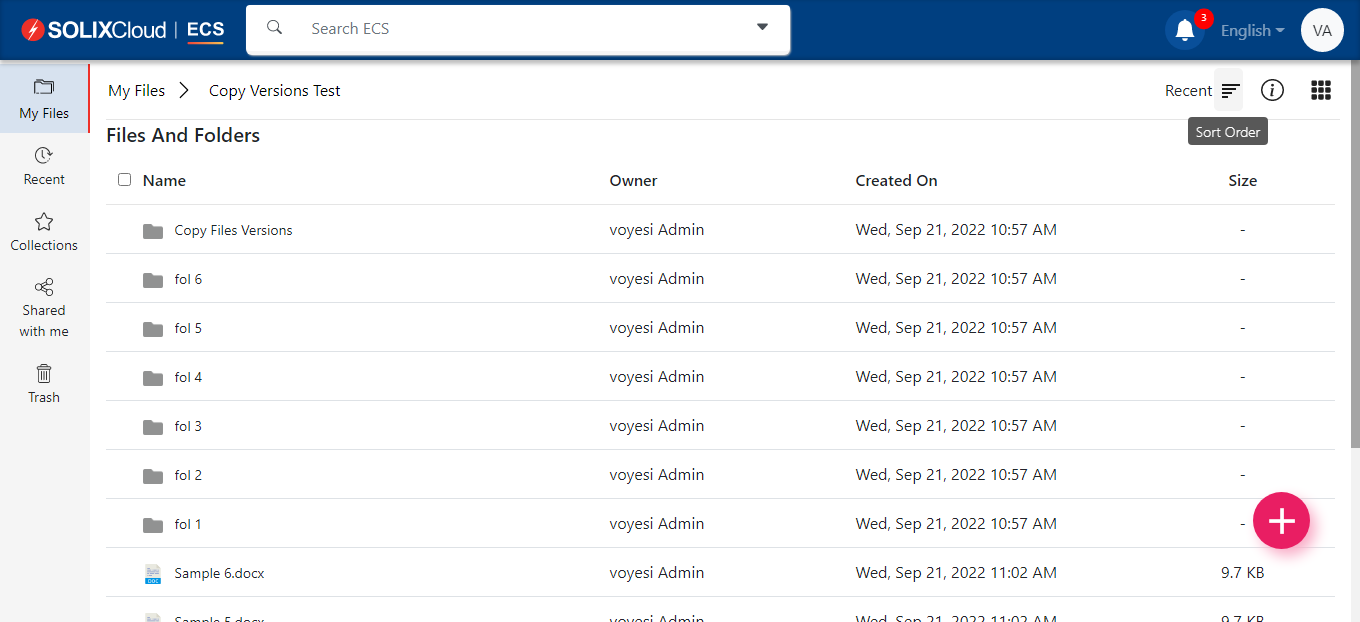 SOLIXCloud | ECS
Search ECS
3
English
VA
My Files
Recent
Collections
Shared
with me
Trash
My Files > Copy Versions Test
Recent
Sort Order
Files And Folders
Name Owner Created On Size
Copy Files Versions voyesi Admin Wed, Sep 21, 2022 10:57 AM -
fol 6 voyesi Admin Wed, Sep 21, 2022 10:57 AM -
fol 5 voyesi Admin Wed, Sep 21, 2022 10:57 AM -
fol 4 voyesi Admin Wed, Sep 21, 2022 10:57 AM -
fol 3 voyesi Admin Wed, Sep 21, 2022 10:57 AM -
fol 2 voyesi Admin Wed, Sep 21, 2022 10:57 AM -
fol 1 voyesi Admin Wed, Sep 21, 2022 10:57 AM -
DOC Sample 6.docx voyesi Admin Wed, Sep 21, 2022 11:02 AM 9.7 KB
Sample 5.docx voyesi Admin Wed, Sep 21, 2022 11:02 AM 9.7 KB